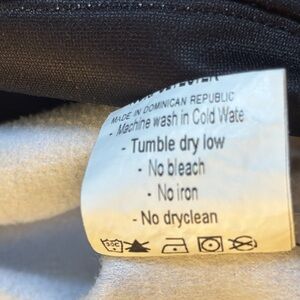 MADE IN DOMINICAN REPUBLIC
- Machine wash in Cold Wate
- Tumble dry low
- No bleach
- No iron
- No dryclean